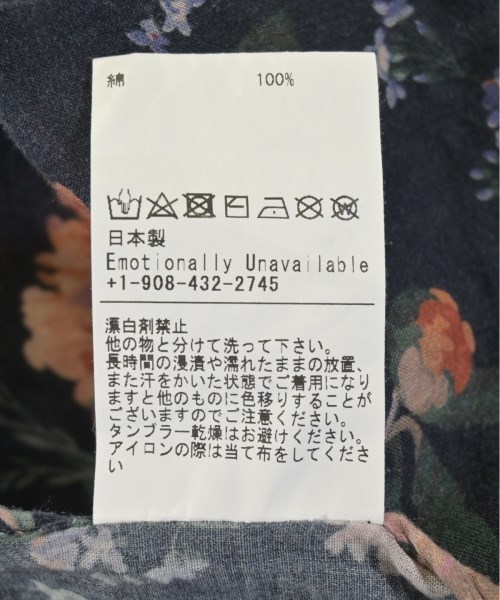 綿 100%
日本製
Emotionally Unavailable
+1-908-432-2745
漂白剤禁止
他の物と分けて洗って下さい。
長時間の浸漬や濡れたままの放置、
また汗をかいた状態でご着用になり
ますと他のものに色移りすることが
ございますのでご注意ください。
タンブラー乾燥はお避けください。
アイロンの際は当て布をしてくださ
い